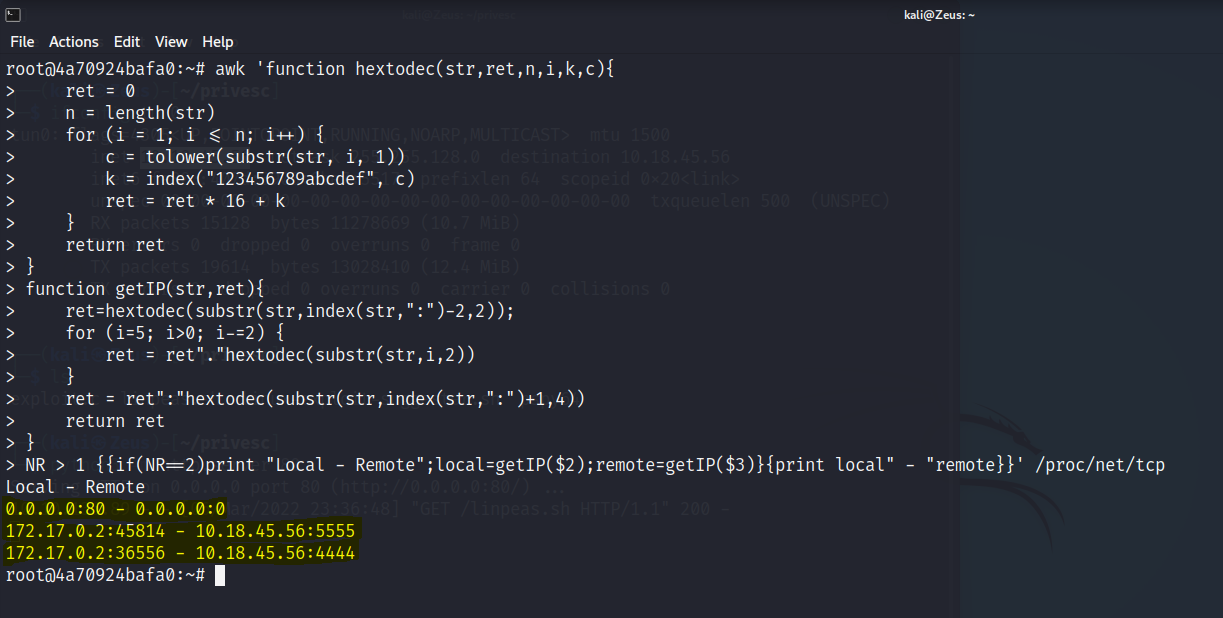 kali@Zeus: ~
File Actions Edit View Help
root@4a70924bafa0:~# awk 'function hextodec(str,ret,n,i,k,c){
>     ret = 0
>     n = length(str)
>     for (i = 1; i <= n; i++) {
>         c = tolower(substr(str, i, 1))
>         k = index("123456789abcdef", c)
>         ret = ret * 16 + k
>     }
>     return ret
> }
> function getIP(str,ret){
>     ret=hextodec(substr(str,index(str,":")-2,2));
>     for (i=5; i>0; i-=2) {
>         ret = ret"."hextodec(substr(str,i,2))
>     }
>     ret = ret":"hextodec(substr(str,index(str,":")+1,4))
>     return ret
> }
> NR > 1 {{if(NR==2)print "Local - Remote";local=getIP($2);remote=getIP($3)}{print local" - "remote}}' /proc/net/tcp
Local - Remote
0.0.0.0:80 - 0.0.0.0:0
172.17.0.2:45814 - 10.18.45.56:5555
172.17.0.2:36556 - 10.18.45.56:4444
root@4a70924bafa0:~#